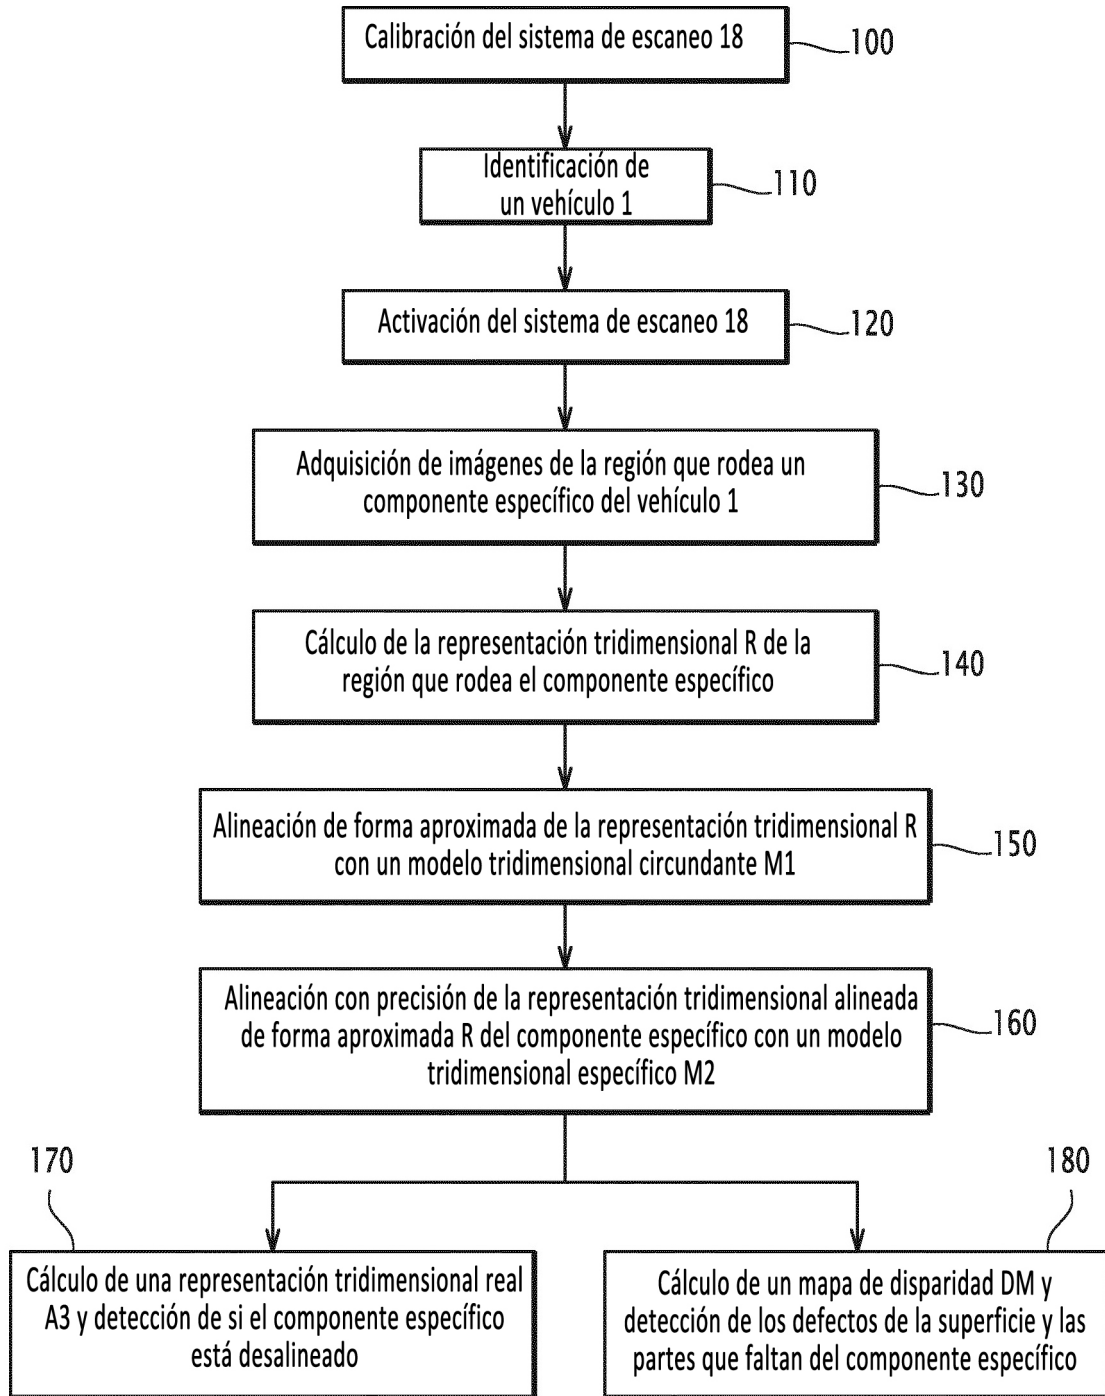 Calibración del sistema de escaneo 18
100
Identificación de
un vehículo 1
110
Activación del sistema de escaneo 18
120
Adquisición de imágenes de la región que rodea un
componente específico del vehículo 1
130
Cálculo de la representación tridimensional R de la
región que rodea el componente específico
140
Alineación de forma aproximada de la representación tridimensional R
con un modelo tridimensional circundante M1
150
Alineación con precisión de la representación tridimensional alineada
de forma aproximada R del componente específico con un modelo
tridimensional específico M2
160
170
Cálculo de una representación tridimensional real
A3 y detección de si el componente específico
está desalineado
180
Cálculo de un mapa de disparidad DM y
detección de los defectos de la superficie y las
partes que faltan del componente específico